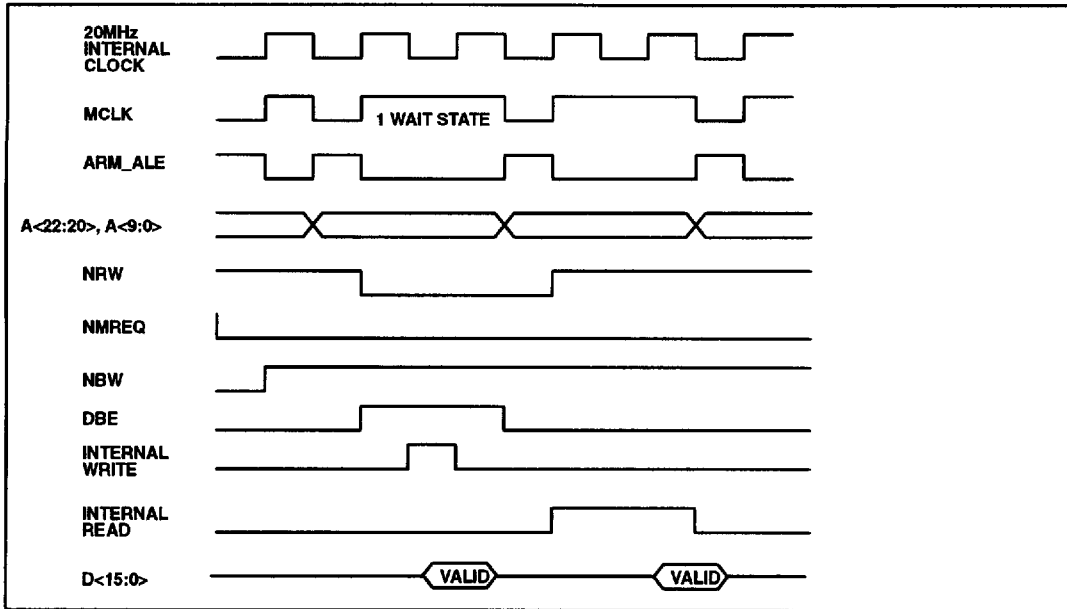 20MHz
INTERNAL
CLOCK
MCLK
1 WAIT STATE
ARM_ALE
A<22:20>, A<9:0>
NRW
NMREQ
NBW
DBE
INTERNAL
WRITE
INTERNAL
READ
D<15:0>
VALID
VALID